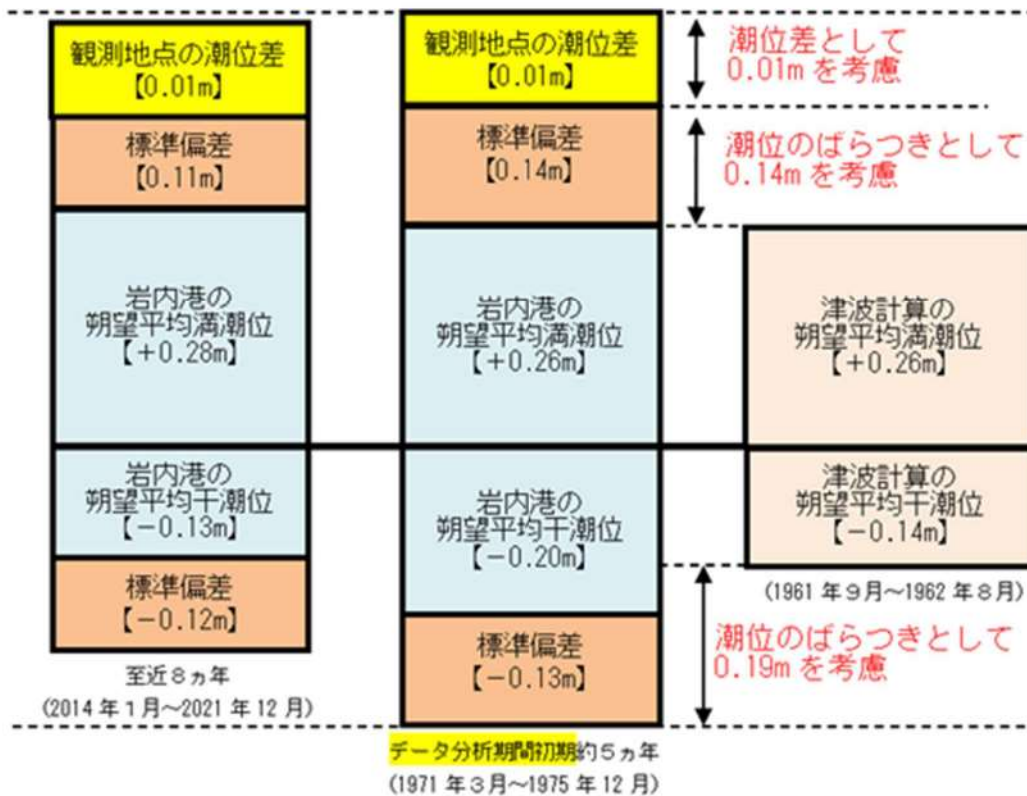 観測地点の潮位差
【0.01m】
標準偏差
【0.11m】
岩内港の
朔望平均満潮位
【＋0.28m】
岩内港の
朔望平均干潮位
【－0.13m】
標準偏差
【－0.12m】
至近８ヵ年
(2014 年１月～2021 年 12 月)
観測地点の潮位差
【0.01m】
標準偏差
【0.14m】
岩内港の
朔望平均満潮位
【＋0.26m】
岩内港の
朔望平均干潮位
【－0.20m】
標準偏差
【－0.13m】
データ分析期間初期約５ヵ年
(1971 年３月～1975 年 12 月)
潮位差として
0.01m を考慮
潮位のばらつきとして
0.14m を考慮
津波計算の
朔望平均満潮位
【＋0.26m】
津波計算の
朔望平均干潮位
【－0.14m】
(1961 年９月～1962 年８月)
潮位のばらつきとして
0.19m を考慮